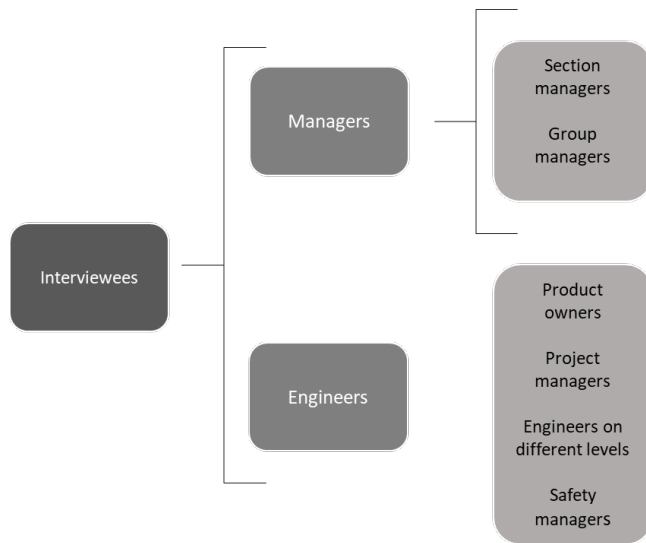 Interviewees
Managers
Section
managers
Group
managers
Engineers
Product
owners
Project
managers
Engineers on
different levels
Safety
managers